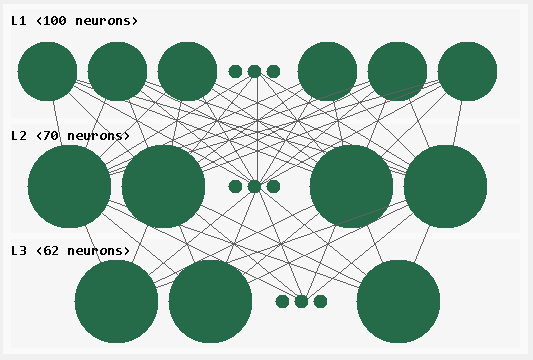 L1 <100 neurons>
L2 <70 neurons>
L3 <62 neurons>